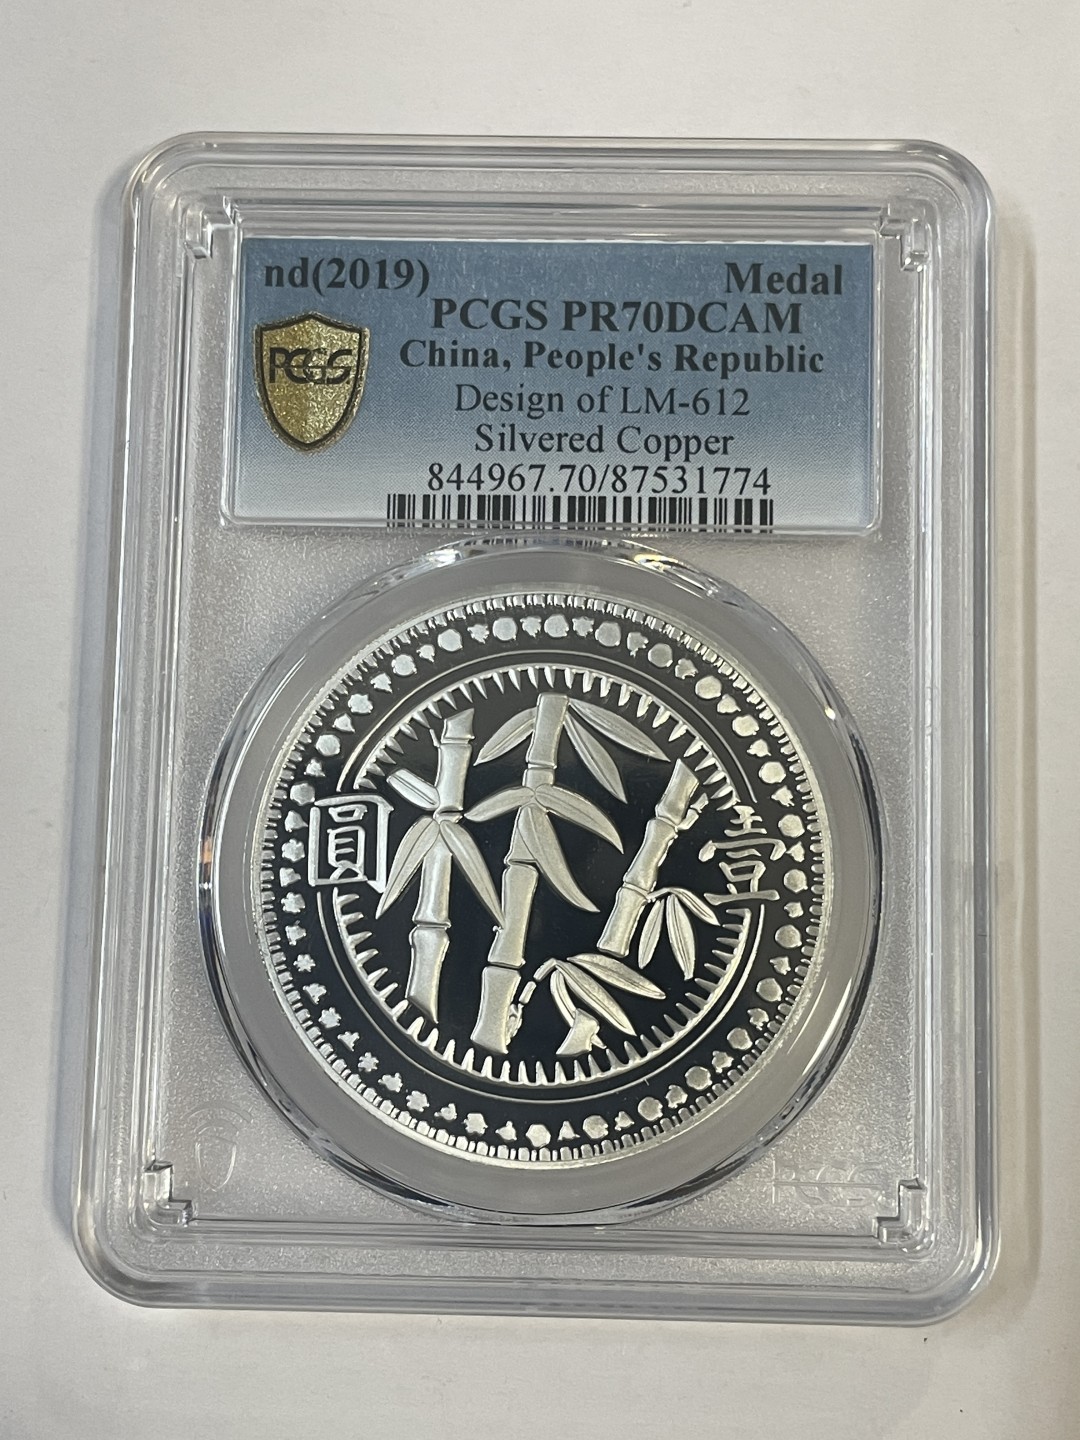 nd(2019) Medal
PCGS PR70DCAM
PCGS
China, People's Republic
Design of LM-612
Silvered Copper
844967.70/87531774
圓 壹
PCGS